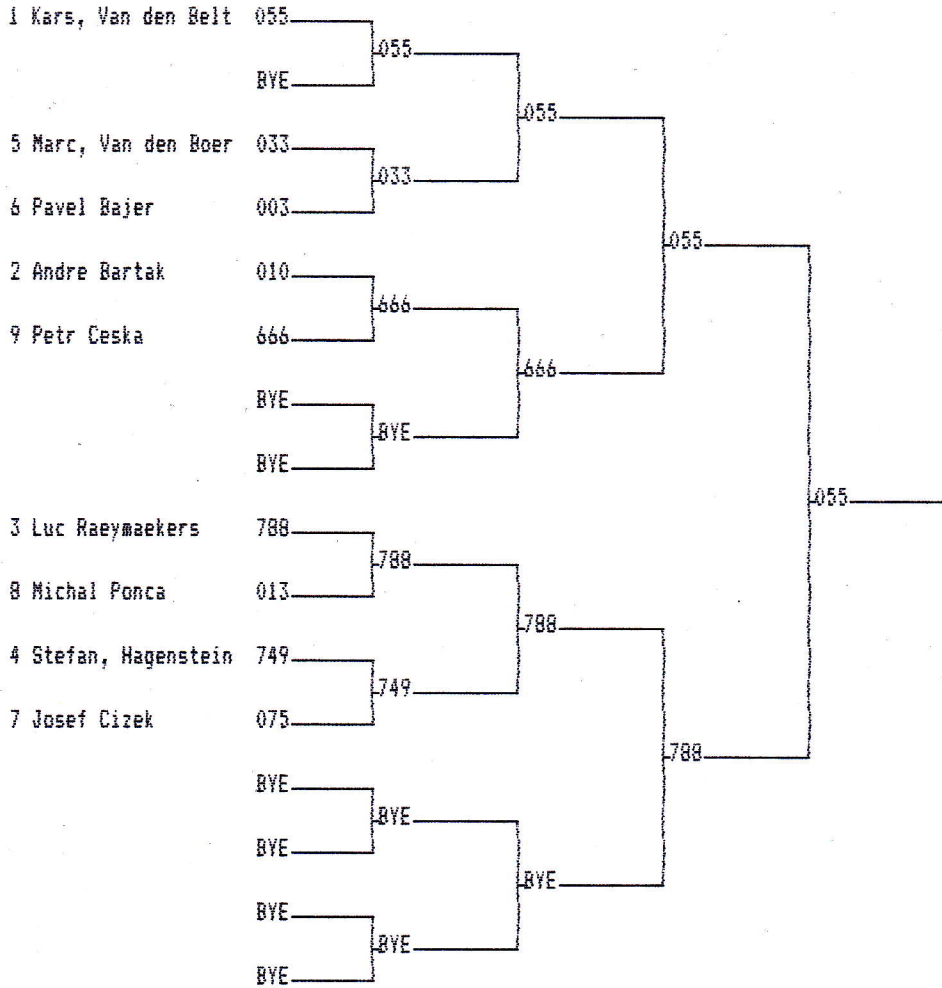 1 Kars, Van den Belt 055
055
BYE
055
5 Marc, Van den Boer 033
033
6 Pavel Bajer 003
055
2 Andre Bartak 010
666
9 Petr Ceska 666
666
BYE
BYE
BYE
055
3 Luc Raeymaekers 788
788
8 Michal Ponca 013
788
4 Stefan, Hagenstein 749
749
7 Josef Cizek 075
788
BYE
BYE
BYE
BYE
BYE
BYE
BYE